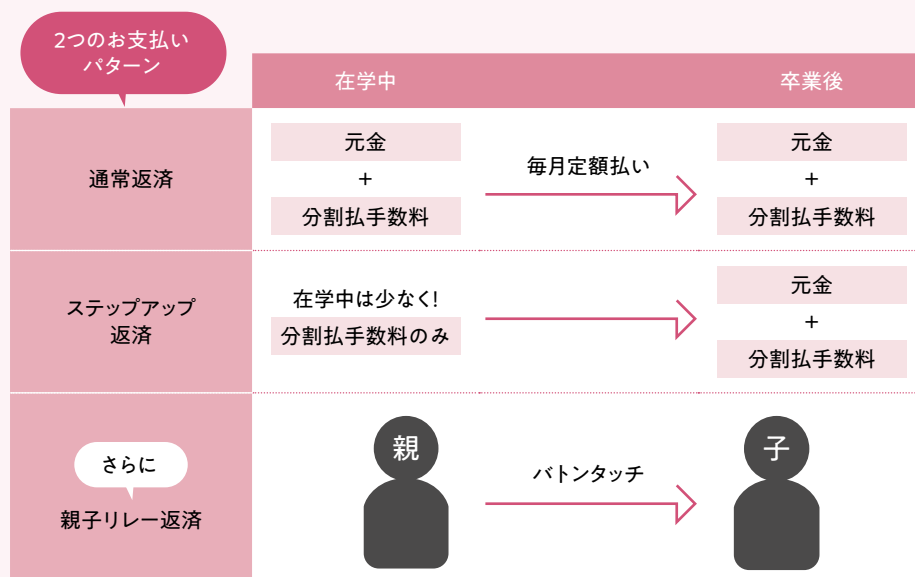 2つのお支払い
パターン
在学中
卒業後
通常返済
元金
+
分割払手数料
毎月定額払い
元金
+
分割払手数料
ステップアップ
返済
在学中は少なく!
分割払手数料のみ
元金
+
分割払手数料
さらに
親子リレー返済
親
バトンタッチ
子